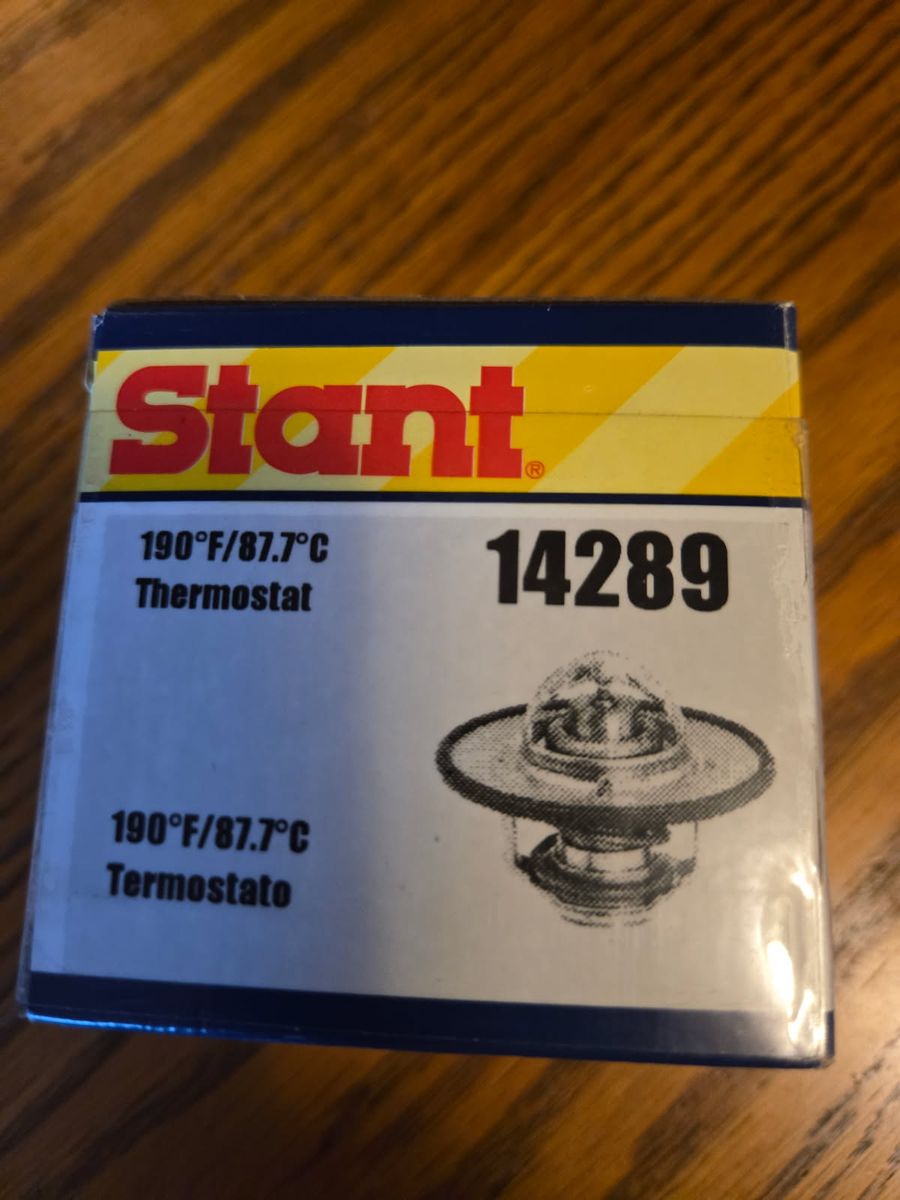 Stant®
190°F/87.7°C
Thermostat
14289
190°F/87.7°C
Termostato